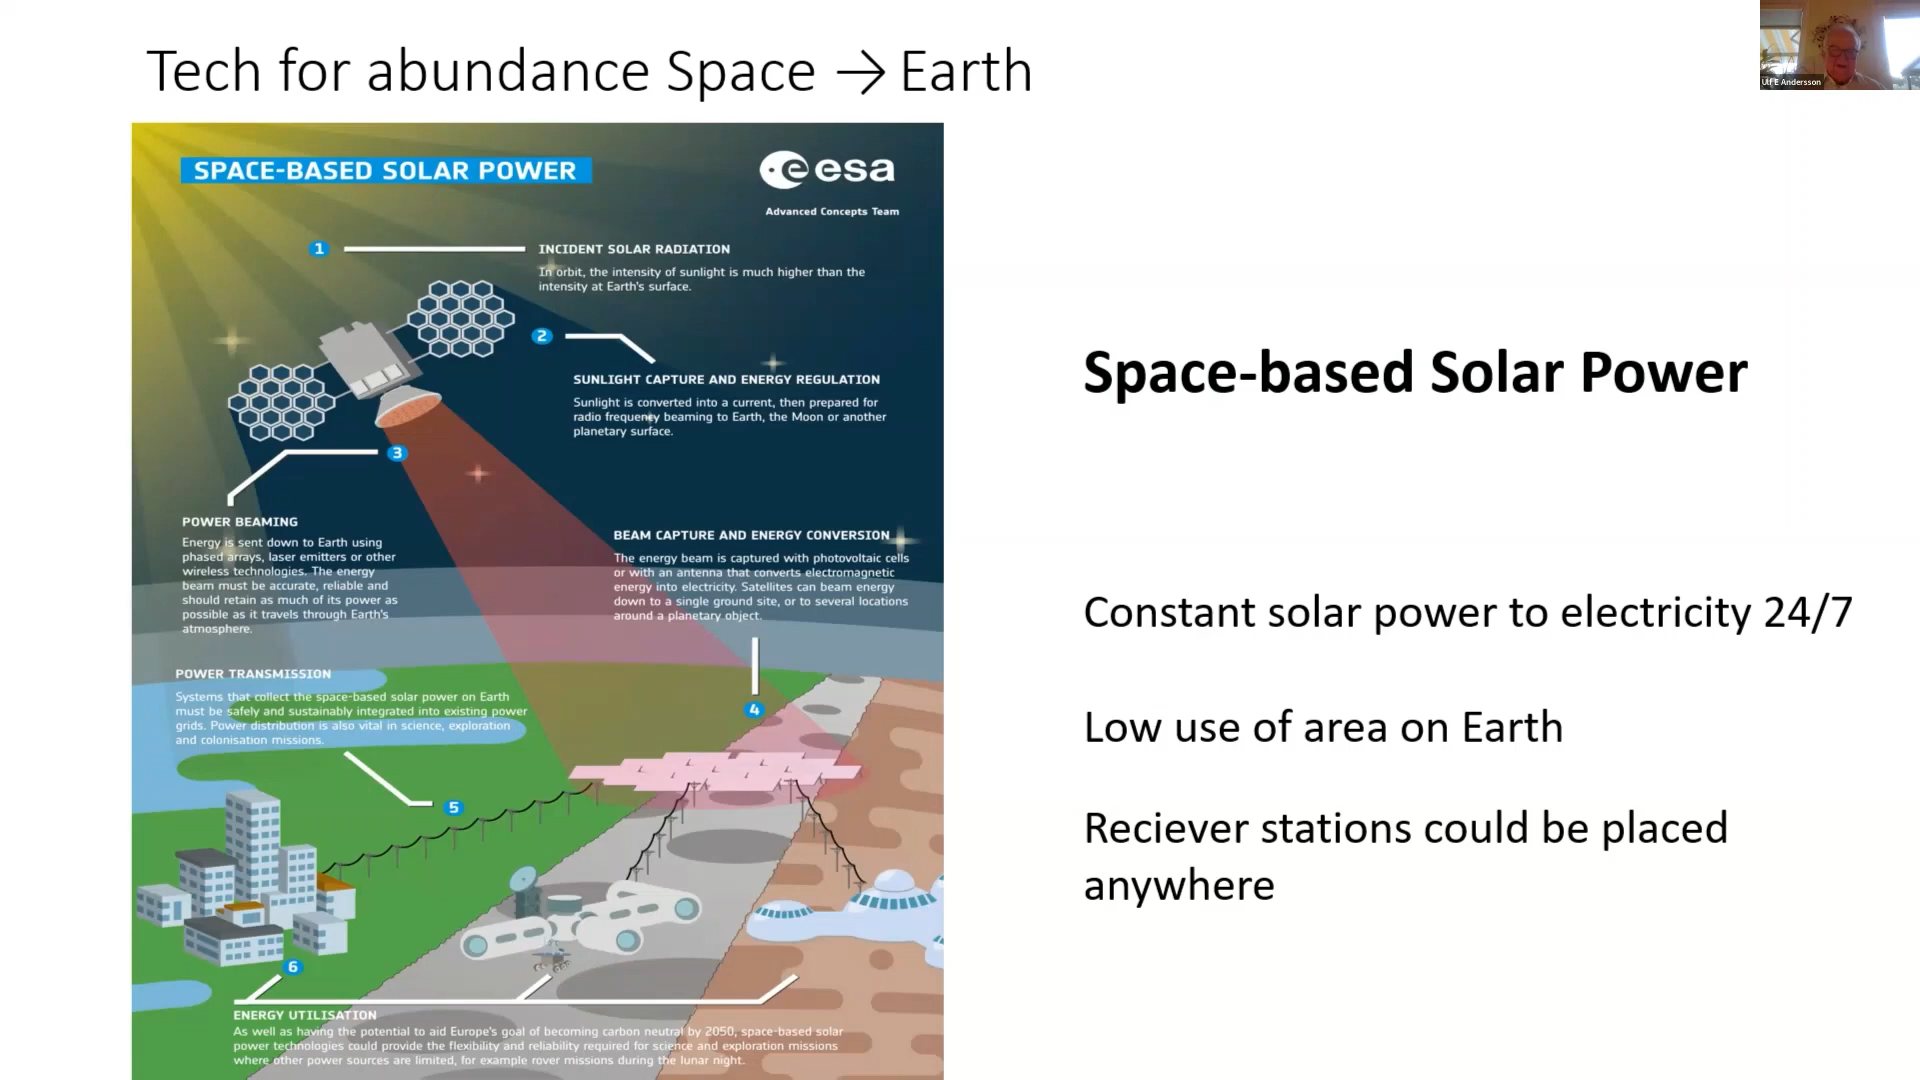 Tech for abundance Space → Earth
Ulf E Andersson
SPACE-BASED SOLAR POWER
esa
Advanced Concepts Team
1
INCIDENT SOLAR RADIATION
In orbit, the intensity of sunlight is much higher than the
intensity at Earth's surface.
2
SUNLIGHT CAPTURE AND ENERGY REGULATION
Sunlight is converted into a current, then prepared for
radio frequency beaming to Earth, the Moon or another
planetary surface.
3
POWER BEAMING
Energy is sent down to Earth using
phased arrays, laser emitters or other
wireless technologies. The energy
beam must be accurate, reliable and
should retain as much of its power as
possible as it travels through Earth's
atmosphere.
BEAM CAPTURE AND ENERGY CONVERSION
The energy beam is captured with photovoltaic cells
or with an antenna that converts electromagnetic
energy into electricity. Satellites can beam energy
down to a single ground site, or to several locations
around a planetary object.
4
POWER TRANSMISSION
Systems that collect the space-based solar power on Earth
must be safely and sustainably integrated into existing power
grids. Power distribution is also vital in science, exploration
and colonisation missions.
5
6
ENERGY UTILISATION
As well as having the potential to aid Europe's goal of becoming carbon neutral by 2050, space-based solar
power technologies could provide the flexibility and reliability required for science and exploration missions
where other power sources are limited, for example rover missions during the lunar night.
Space-based Solar Power
Constant solar power to electricity 24/7
Low use of area on Earth
Reciever stations could be placed
anywhere